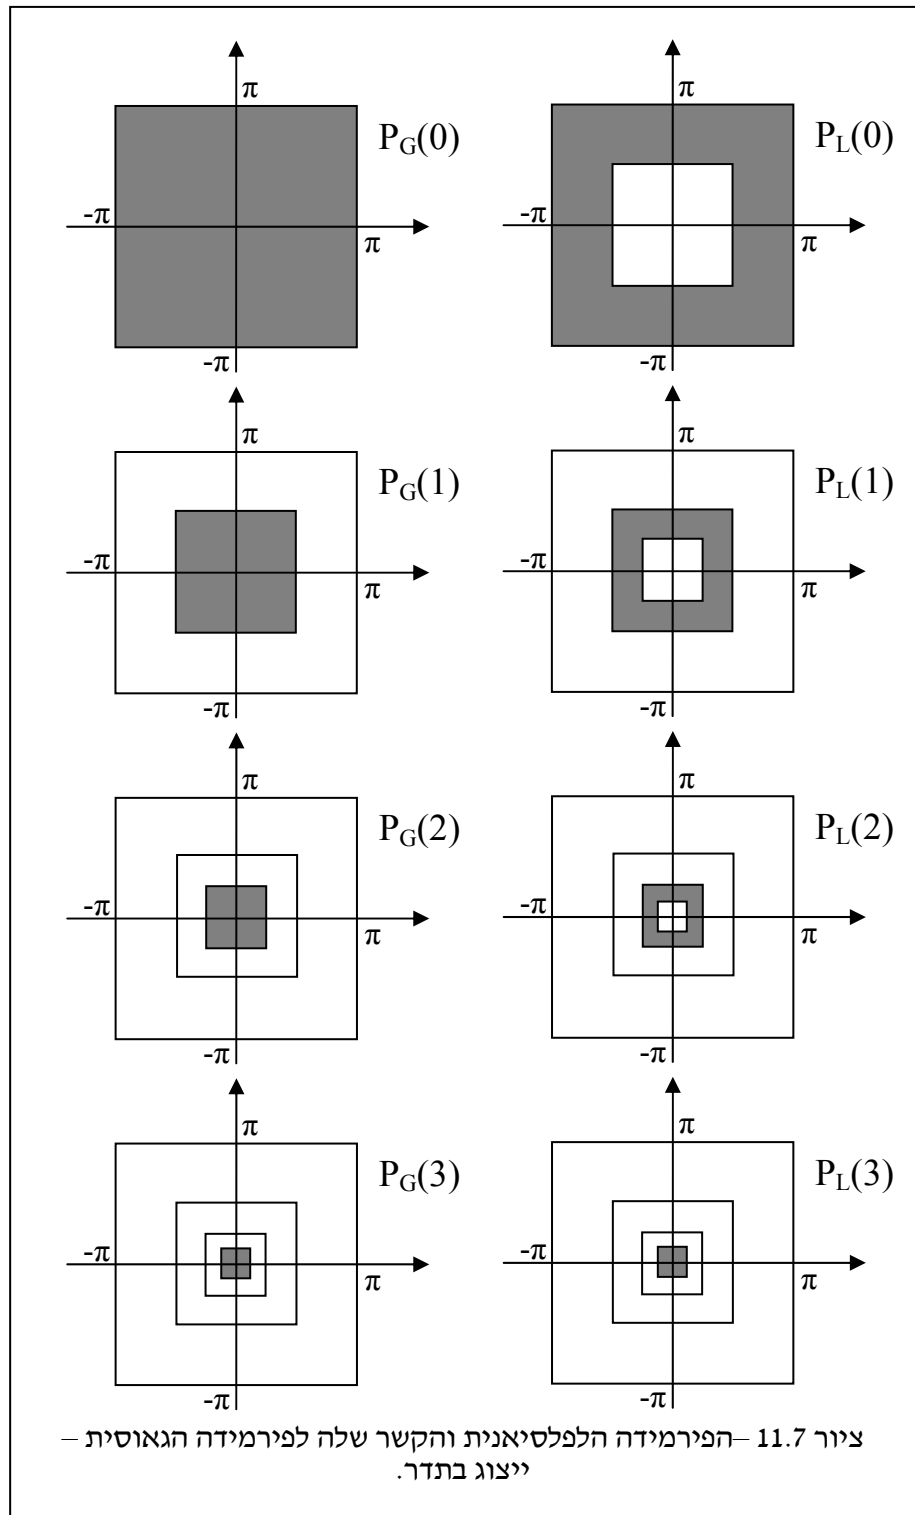 π π
P_G(0) P_L(0)
-π π -π π
-π -π
π π
P_G(1) P_L(1)
-π π -π π
-π -π
π π
P_G(2) P_L(2)
-π π -π π
-π -π
π π
P_G(3) P_L(3)
-π π -π π
-π -π
ציור 11.7 –הפירמידה הלפלסיאנית והקשר שלה לפירמידה הגאוסית –
ייצוג בתדר.